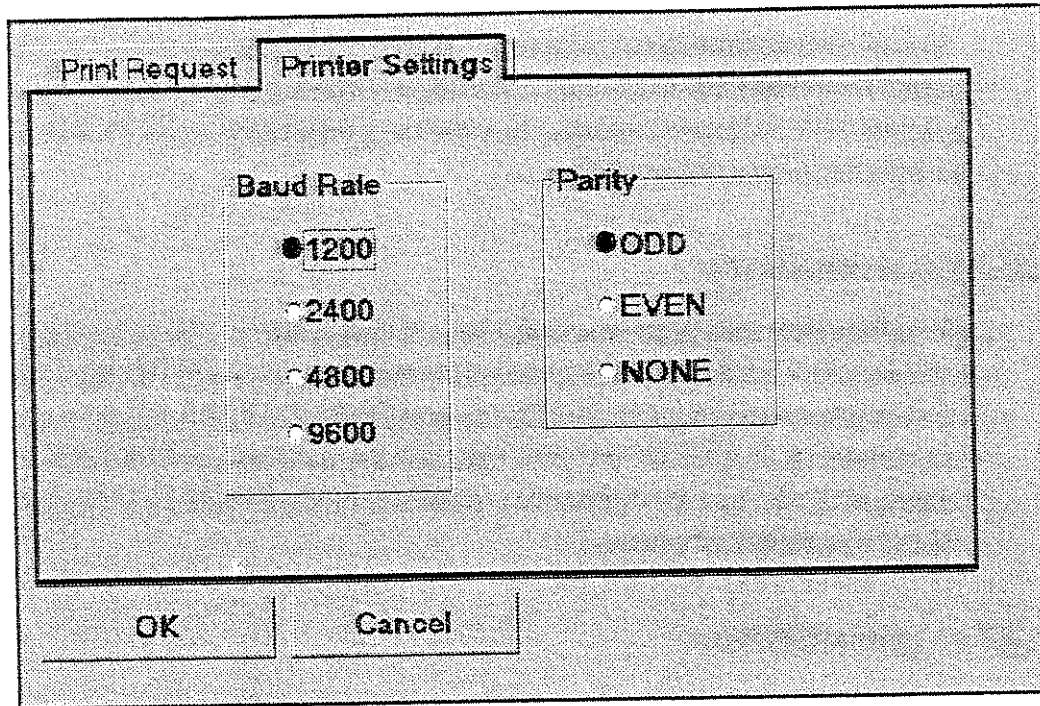 Print Request Printer Settings
Baud Rate
1200
2400
4800
9600
Parity
ODD
EVEN
NONE
OK Cancel